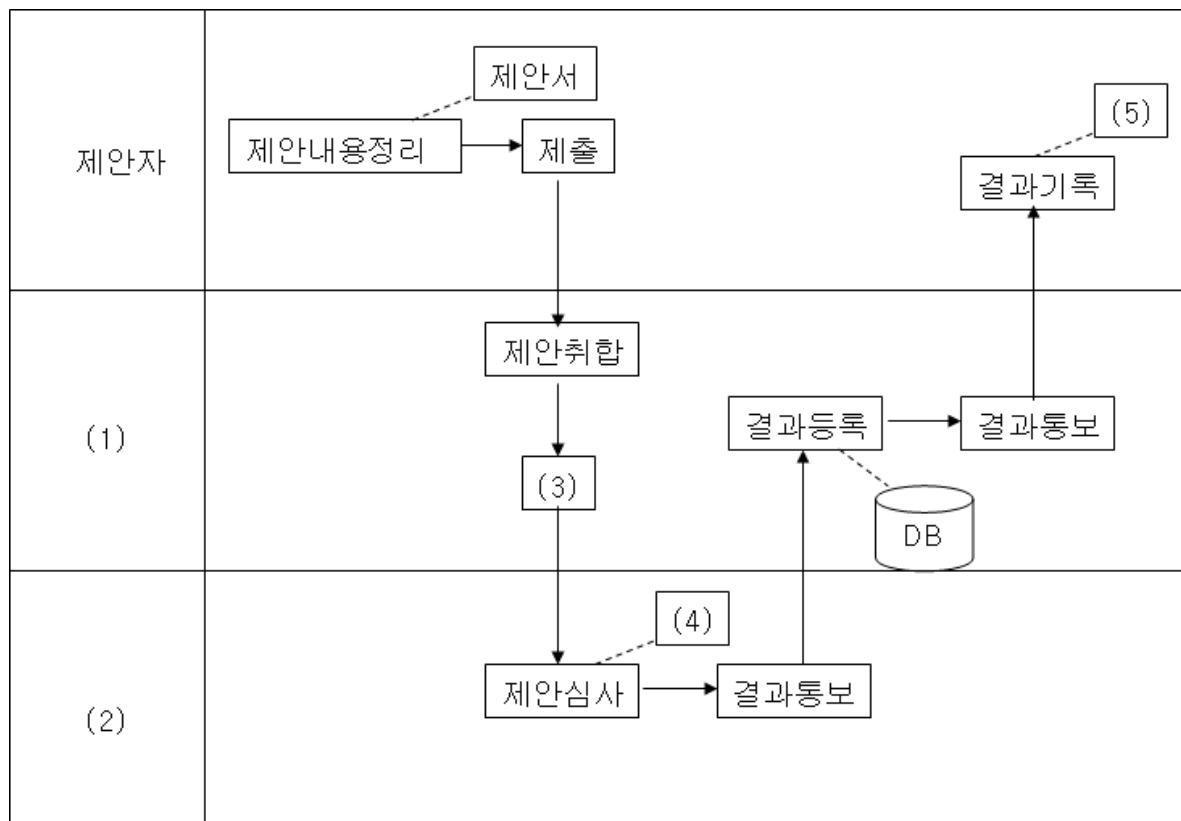 제안서
(5)
제안내용정리
제출
제안자
결과기록
제안취합
결과등록
결과통보
(1)
(3)
DB
(4)
제안심사
결과통보
(2)